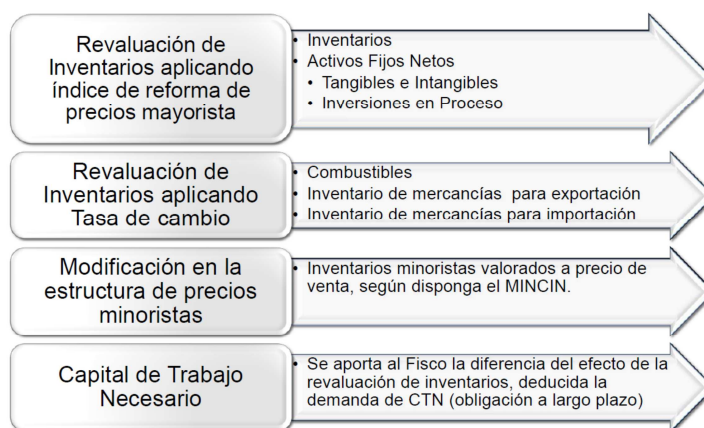 Revaluación de
Inventarios aplicando
índice de reforma de
precios mayorista
• Inventarios
• Activos Fijos Netos
• Tangibles e Intangibles
• Inversiones en Proceso
Revaluación de
Inventarios aplicando
Tasa de cambio
• Combustibles
• Inventario de mercancías para exportación
• Inventario de mercancías para importación
Modificación en la
estructura de precios
minoristas
• Inventarios minoristas valorados a precio de
venta, según disponga el MINCIN.
Capital de Trabajo
Necesario
• Se aporta al Fisco la diferencia del efecto de la
revaluación de inventarios, deducida la
demanda de CTN (obligación a largo plazo)